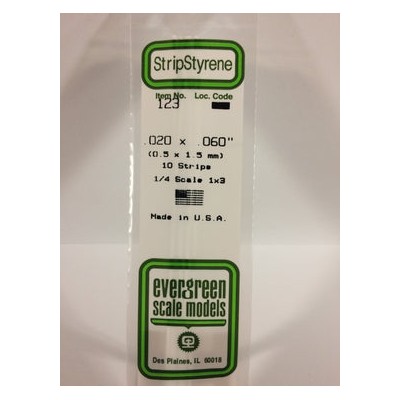 StripStyrene
Item No. Loc. Code
123
.020 x .060"
(0.5 x 1.5 mm)
10 Strips
1/4 Scale 1x3
Made in U.S.A.
evergreen
scale models
Des Plaines, IL 60018